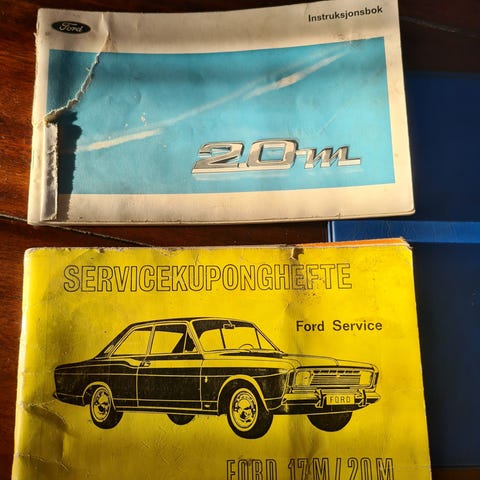 Ford
Instruksjonsbok
20m
SERVICEKUPONGHEFTE
Ford Service
FORD
FORD 17M/20M